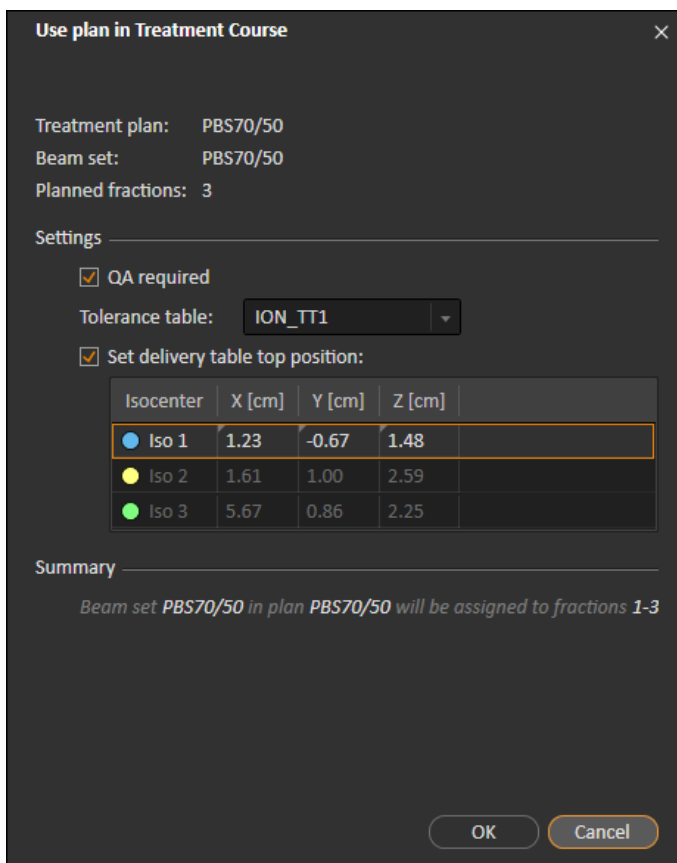 Use plan in Treatment Course
Treatment plan: PBS70/50
Beam set: PBS70/50
Planned fractions: 3
Settings
QA required
Tolerance table: ION_TT1
Set delivery table top position:
Isocenter X [cm] Y [cm] Z [cm]
Iso 1 1.23 -0.67 1.48
Iso 2 1.61 1.00 2.59
Iso 3 5.67 0.86 2.25
Summary
Beam set PBS70/50 in plan PBS70/50 will be assigned to fractions 1-3
OK Cancel